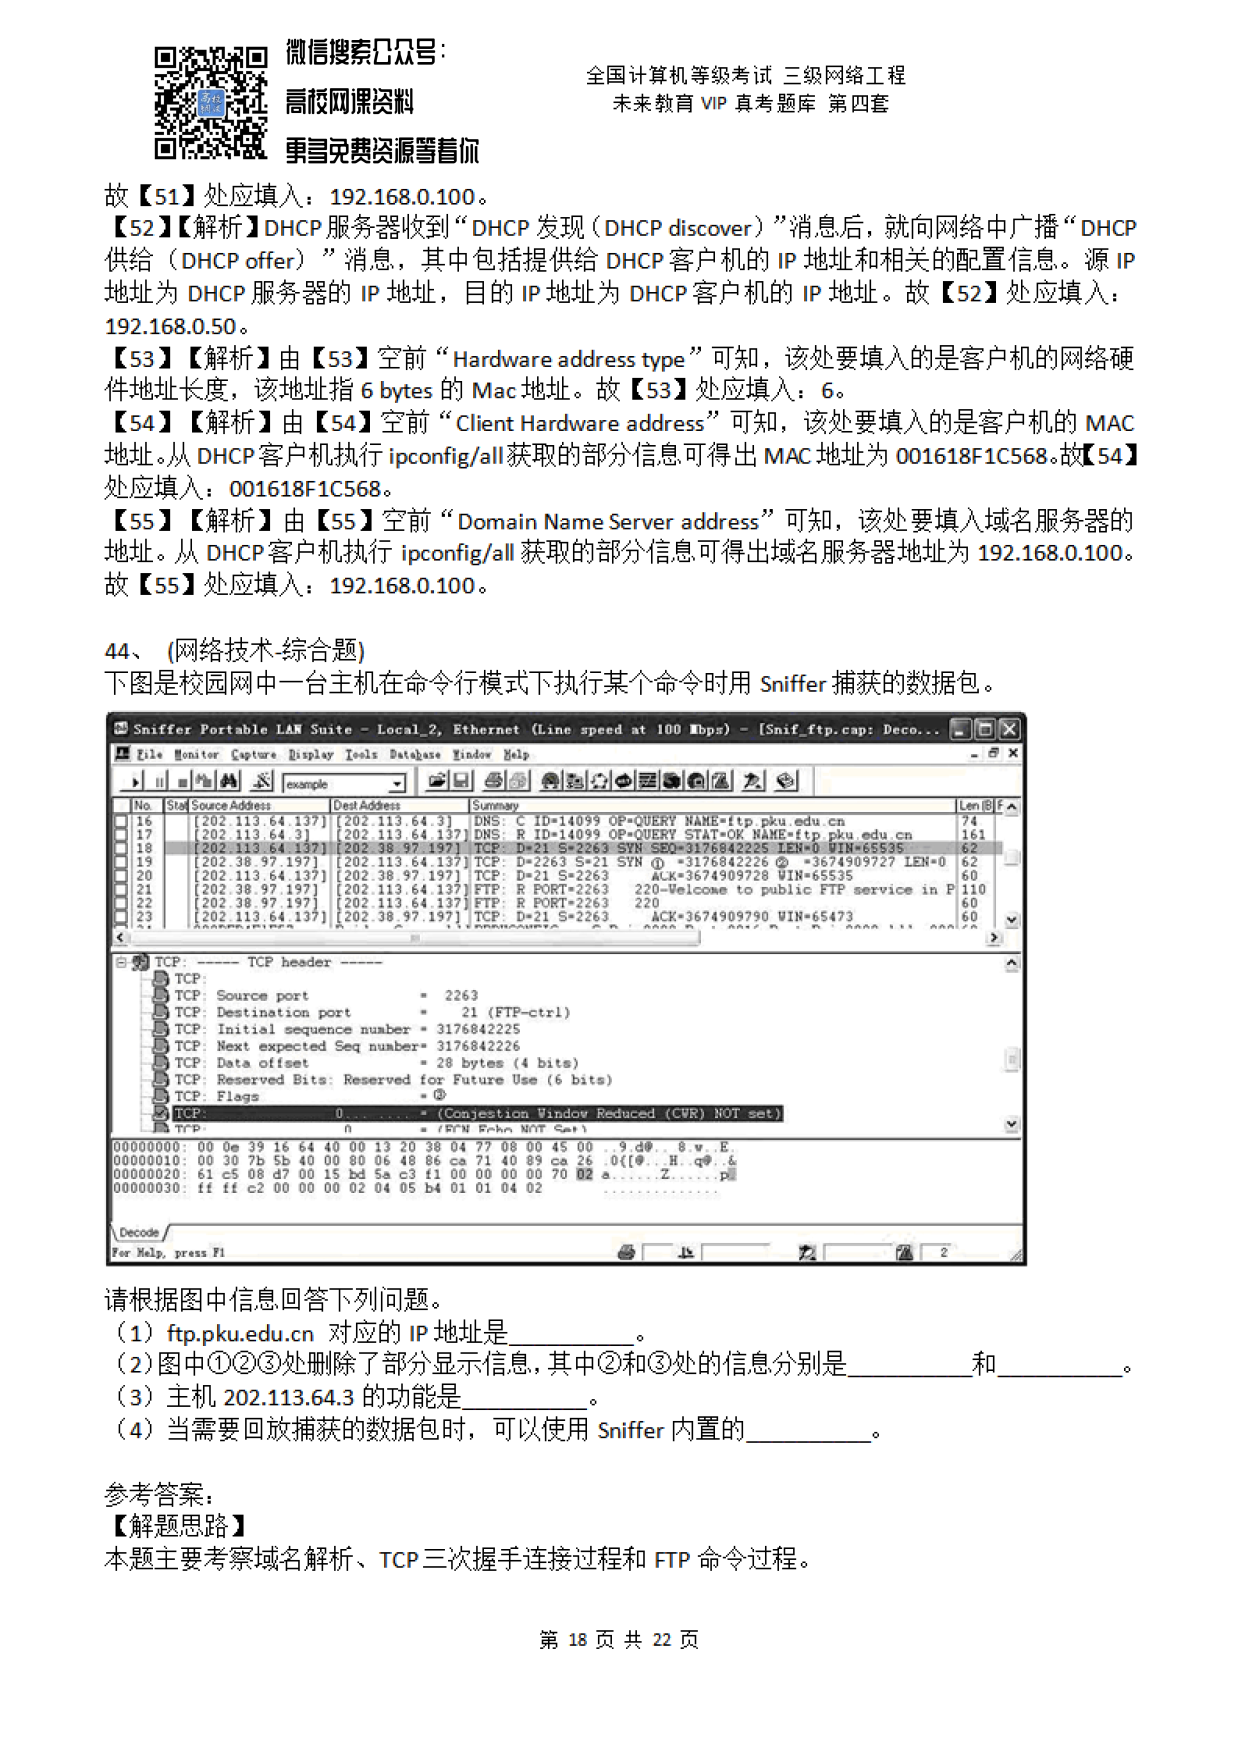 微信搜索公众号：
高校网课资料
更多免费资源等着你
全国计算机等级考试 三级网络工程
未来教育 VIP 真考题库 第四套
故【51】处应填入：192.168.0.100。
【52】【解析】DHCP 服务器收到“DHCP 发现（DHCP discover）”消息后，就向网络中广播“DHCP
供给（DHCP offer）”消息，其中包括提供给 DHCP 客户机的 IP 地址和相关的配置信息。源 IP
地址为 DHCP 服务器的 IP 地址，目的 IP 地址为 DHCP 客户机的 IP 地址。故【52】处应填入：
192.168.0.50。
【53】【解析】由【53】空前“Hardware address type”可知，该处要填入的是客户机的网络硬
件地址长度，该地址指 6 bytes 的 Mac 地址。故【53】处应填入：6。
【54】【解析】由【54】空前“Client Hardware address”可知，该处要填入的是客户机的 MAC
地址。从 DHCP 客户机执行 ipconfig/all 获取的部分信息可得出 MAC 地址为 001618F1C568。故【54】
处应填入：001618F1C568。
【55】【解析】由【55】空前“Domain Name Server address”可知，该处要填入域名服务器的
地址。从 DHCP 客户机执行 ipconfig/all 获取的部分信息可得出域名服务器地址为 192.168.0.100。
故【55】处应填入：192.168.0.100。
44、 (网络技术-综合题)
下图是校园网中一台主机在命令行模式下执行某个命令时用 Sniffer 捕获的数据包。
Sniffer Portable LAN Suite - Local_2, Ethernet (Line speed at 100 Mbps) - [Snif_ftp.cap: Deco...
File Monitor Capture Display Tools Database Window Help
example
No. Stat Source Address Dest Address Summary Len (B) F
16 [202.113.64.137] [202.113.64.3] DNS: C ID=14099 OP=QUERY NAME=ftp.pku.edu.cn 74
17 [202.113.64.3] [202.113.64.137] DNS: R ID=14099 OP=QUERY STAT=OK NAME=ftp.pku.edu.cn 161
18 [202.113.64.137] [202.38.97.197] TCP: D=21 S=2263 SYN SEQ=3176842225 LEN=0 WIN=65535 62
19 [202.38.97.197] [202.113.64.137] TCP: D=2263 S=21 SYN ① =3176842226 ② =3674909727 LEN=0 62
20 [202.113.64.137] [202.38.97.197] TCP: D=21 S=2263 ACK=3674909728 WIN=65535 60
21 [202.38.97.197] [202.113.64.137] FTP: R PORT=2263 220-Welcome to public FTP service in P 110
22 [202.38.97.197] [202.113.64.137] FTP: R PORT=2263 220 60
23 [202.113.64.137] [202.38.97.197] TCP: D=21 S=2263 ACK=3674909790 WIN=65473 60
TCP: ----- TCP header -----
TCP:
TCP: Source port = 2263
TCP: Destination port = 21 (FTP-ctrl)
TCP: Initial sequence number = 3176842225
TCP: Next expected Seq number= 3176842226
TCP: Data offset = 28 bytes (4 bits)
TCP: Reserved Bits: Reserved for Future Use (6 bits)
TCP: Flags = ③
TCP: 0... .... = (Conjestion Window Reduced (CWR) NOT set)
TCP: 0 = (ECN Echo NOT Set)
00000000: 00 0e 39 16 64 40 00 13 20 38 04 77 08 00 45 00 ..9.d@.. 8.w..E.
00000010: 00 30 7b 5b 40 00 80 06 48 86 ca 71 40 89 ca 26 .0{[@...H..q@..&
00000020: 61 c5 08 d7 00 15 bd 5a c3 f1 00 00 00 00 70 02 a......Z......p
00000030: ff ff c2 00 00 00 02 04 05 b4 01 01 04 02 ..............
Decode
For Help, press F1 2
请根据图中信息回答下列问题。
（1）ftp.pku.edu.cn 对应的 IP 地址是__________。
（2）图中①②③处删除了部分显示信息，其中②和③处的信息分别是__________和__________。
（3）主机 202.113.64.3 的功能是__________。
（4）当需要回放捕获的数据包时，可以使用 Sniffer 内置的__________。
参考答案：
【解题思路】
本题主要考察域名解析、TCP 三次握手连接过程和 FTP 命令过程。
第 18 页 共 22 页